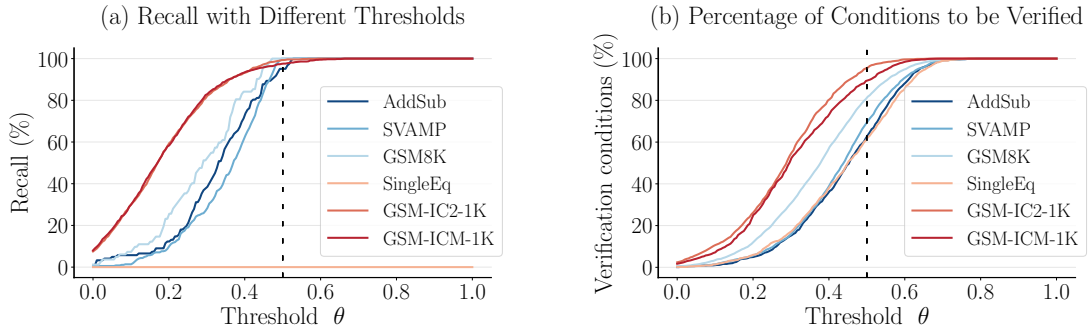 (a) Recall with Different Thresholds
Recall (%)
100
80
60
40
20
0
AddSub
SVAMP
GSM8K
SingleEq
GSM-IC2-1K
GSM-ICM-1K
0.0 0.2 0.4 0.6 0.8 1.0
Threshold θ
(b) Percentage of Conditions to be Verified
Verification conditions (%)
100
80
60
40
20
0
AddSub
SVAMP
GSM8K
SingleEq
GSM-IC2-1K
GSM-ICM-1K
0.0 0.2 0.4 0.6 0.8 1.0
Threshold θ